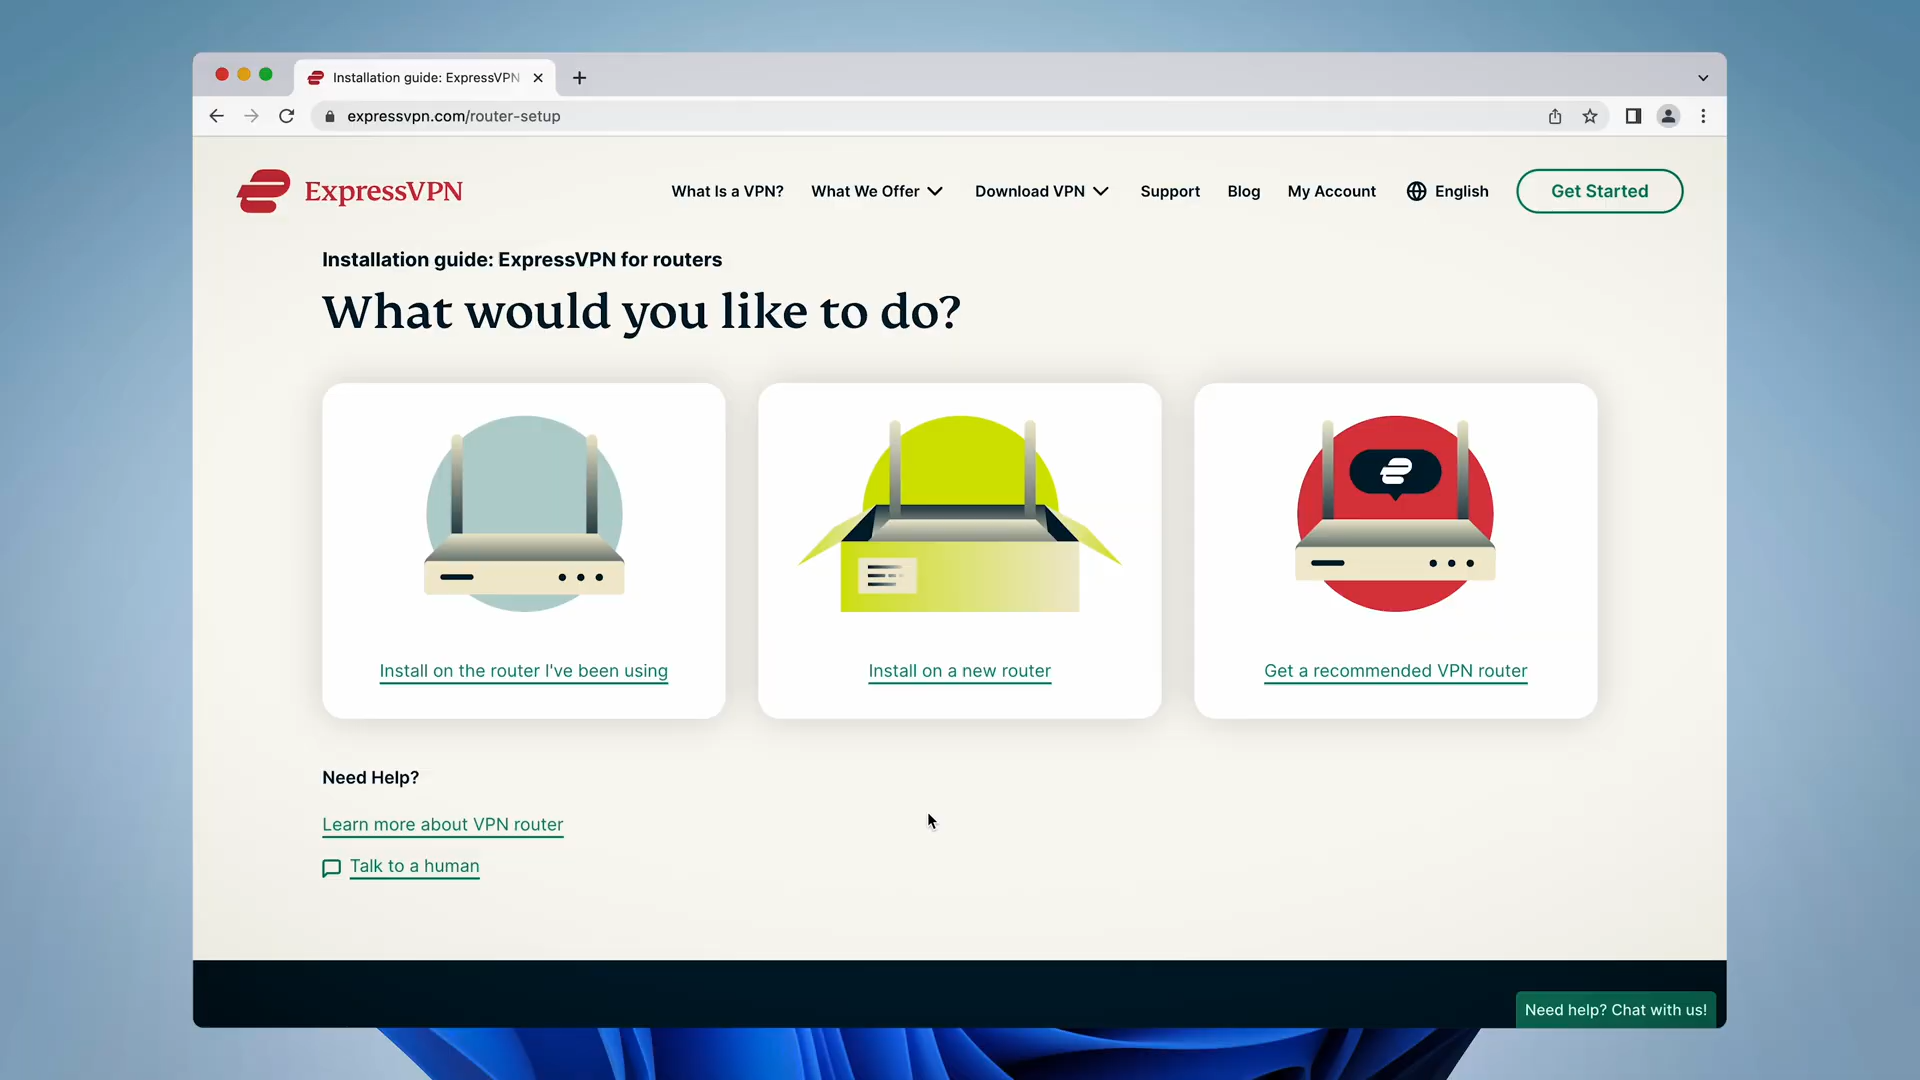 Installation guide: ExpressVPN
expressvpn.com/router-setup
ExpressVPN
What Is a VPN? What We Offer Download VPN Support Blog My Account English Get Started
Installation guide: ExpressVPN for routers
What would you like to do?
Install on the router I've been using
Install on a new router
Get a recommended VPN router
Need Help?
Learn more about VPN router
Talk to a human
Need help? Chat with us!